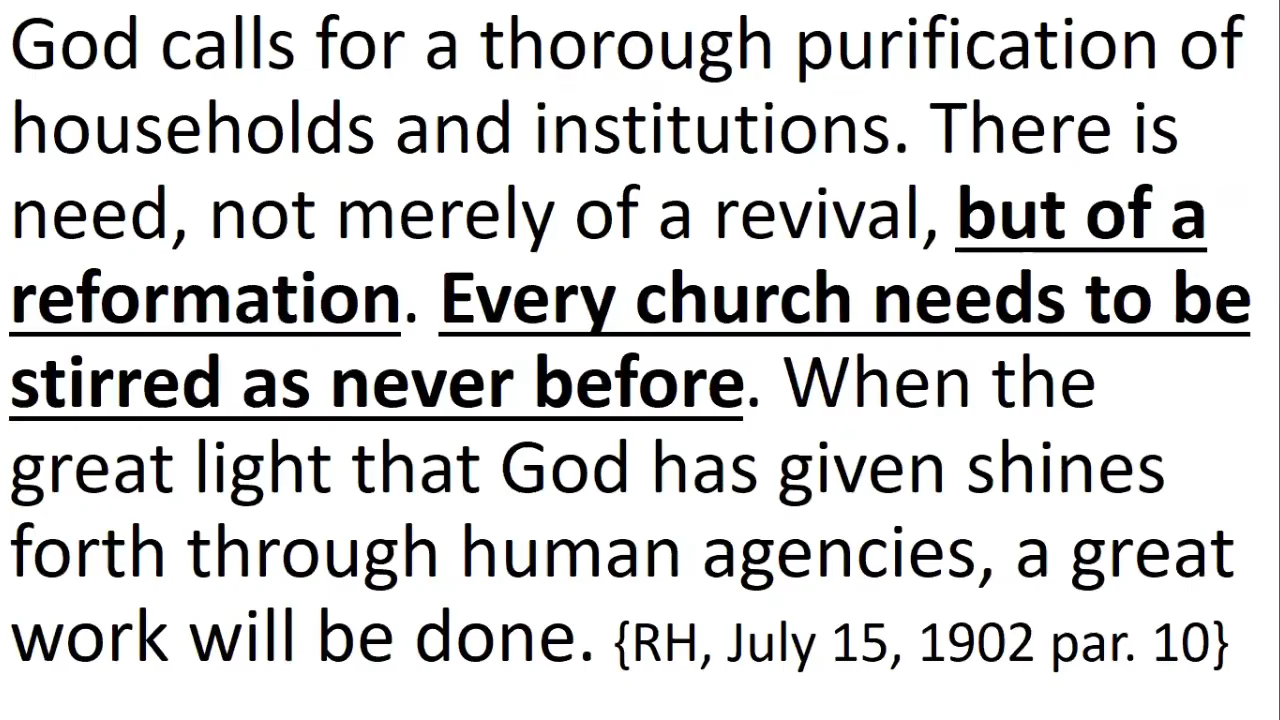 God calls for a thorough purification of
households and institutions. There is
need, not merely of a revival, but of a
reformation. Every church needs to be
stirred as never before. When the
great light that God has given shines
forth through human agencies, a great
work will be done. {RH, July 15, 1902 par. 10}